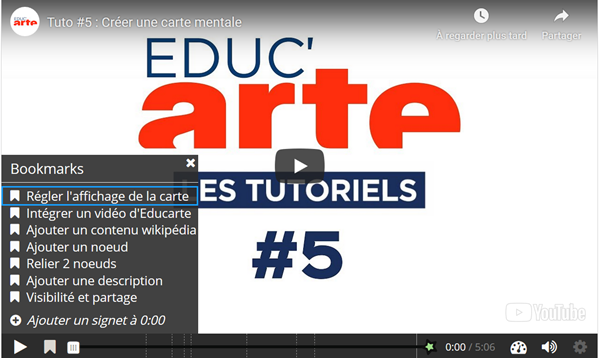 arte
Tuto #5 : Créer une carte mentale
À regarder plus tard
Partager
EDUC'
arte
LES TUTORIELS
#5
Bookmarks
Régler l'affichage de la carte
Intégrer un vidéo d'Educarte
Ajouter un contenu wikipédia
Ajouter un noeud
Relier 2 noeuds
Ajouter une description
Visibilité et partage
Ajouter un signet à 0:00
YouTube
0:00 / 5:06